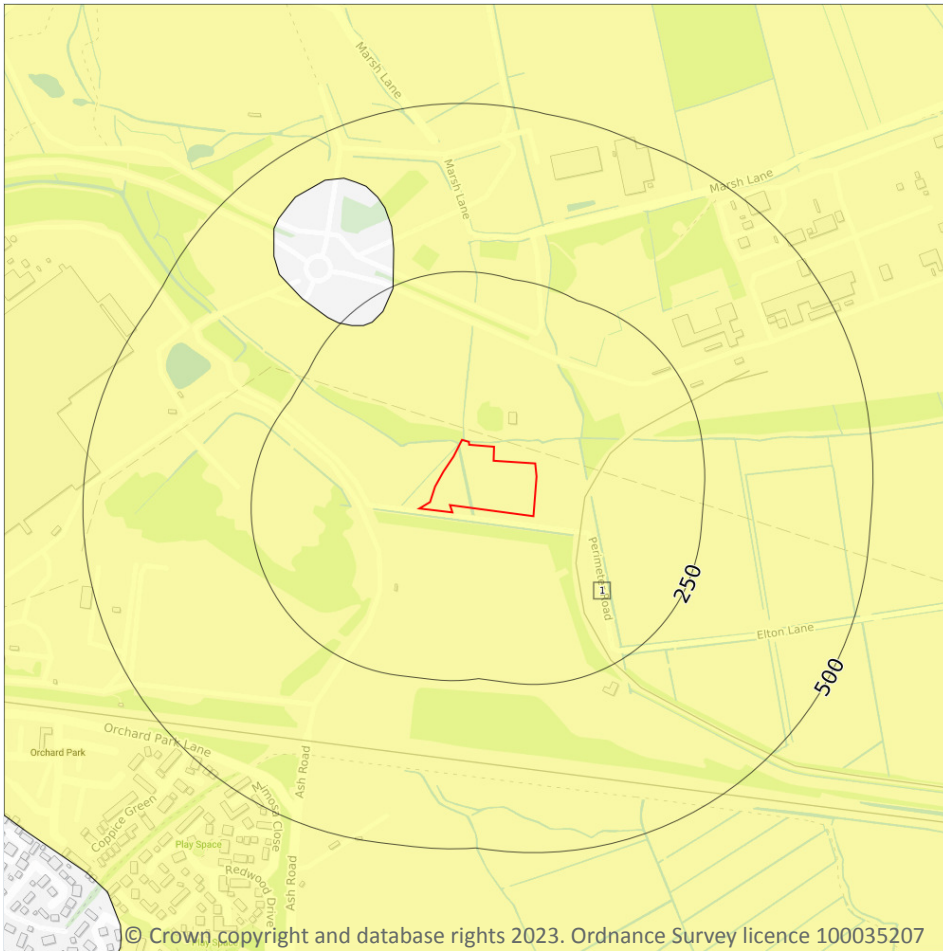 Marsh Lane
Marsh Lane
Marsh Lane
250
Perimeter Road
1
Elton Lane
500
Orchard Park Lane
Orchard Park
Ash Road
Mimosa Close
Coppice Green
Play Space
Redwood Drive
Ash Road
Play Space
© Crown copyright and database rights 2023. Ordnance Survey licence 100035207